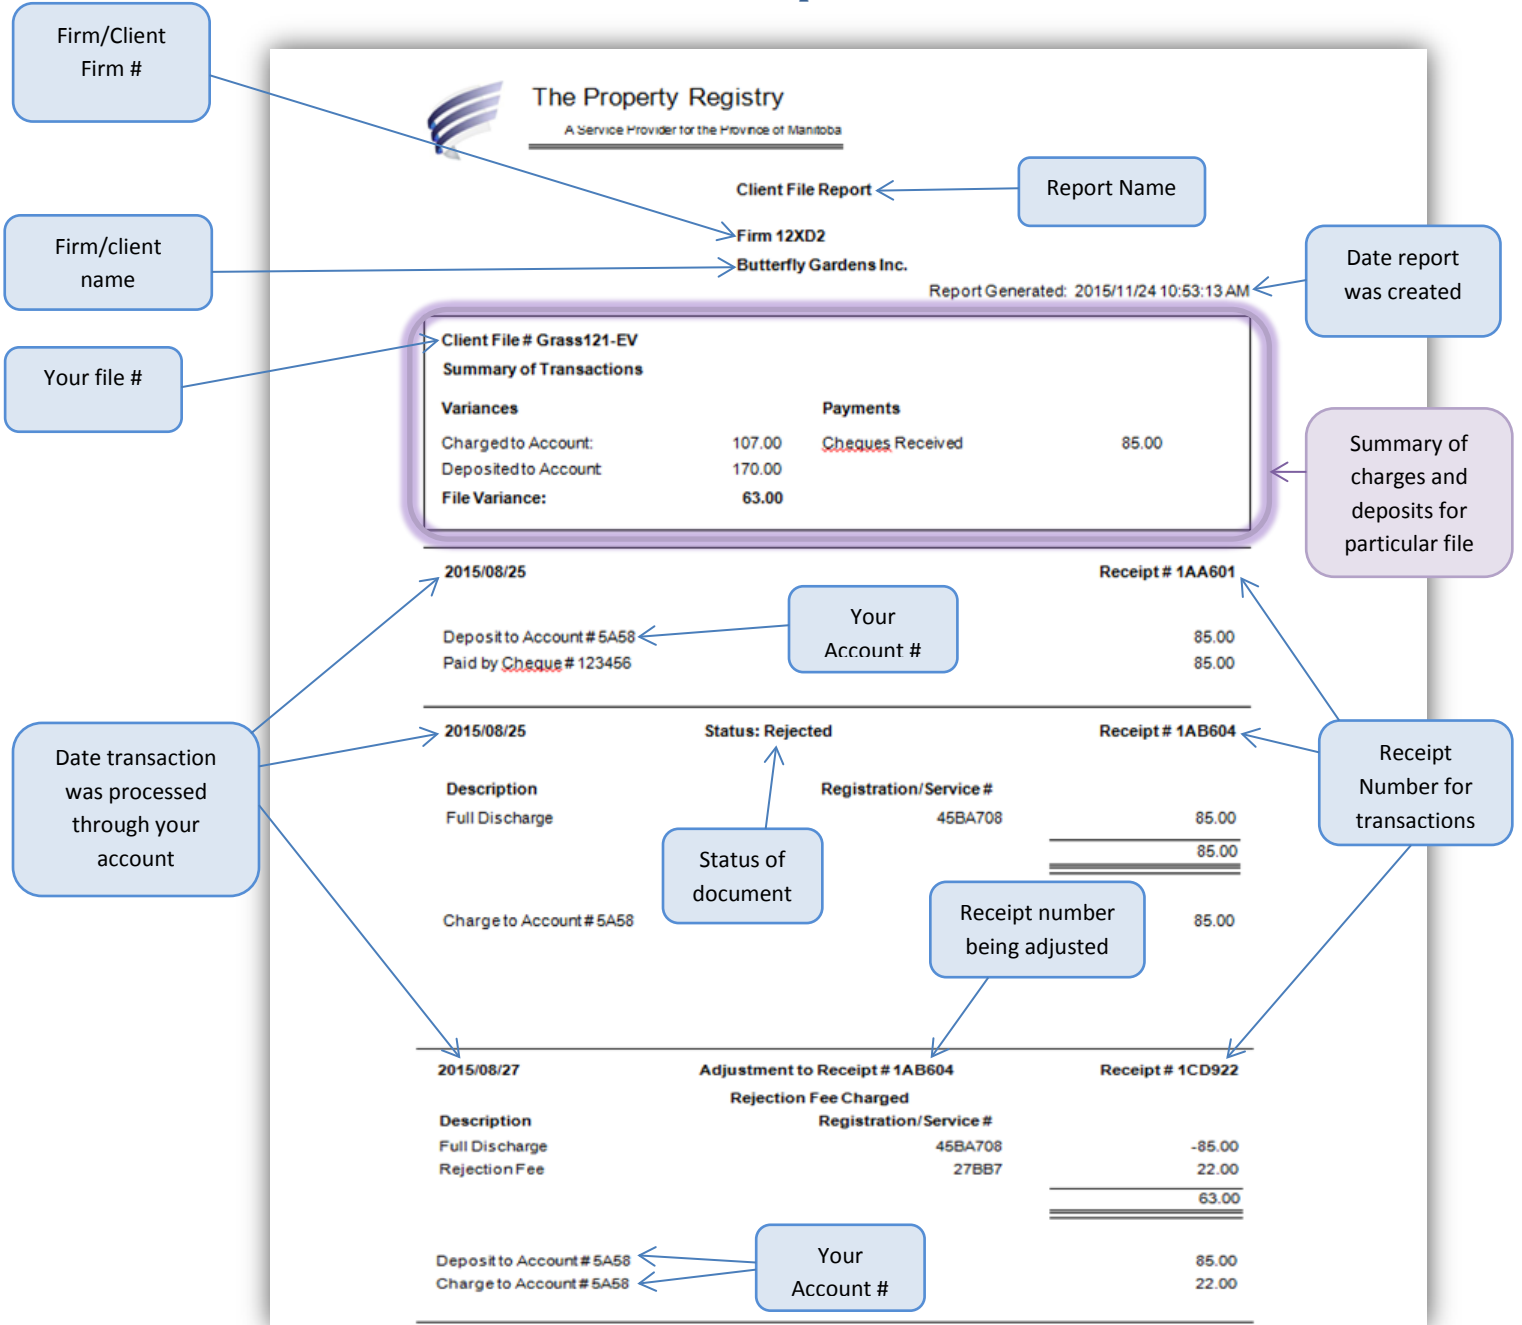 Firm/Client
Firm #
The Property Registry
A Service Provider for the Province of Manitoba
Client File Report
Report Name
Firm 12XD2
Firm/client
name
Butterfly Gardens Inc.
Date report
was created
Report Generated: 2015/11/24 10:53:13 AM
Client File # Grass121-EV
Your file #
Summary of Transactions
Variances Payments
Charged to Account: 107.00 Cheques Received 85.00
Deposited to Account 170.00
File Variance: 63.00
Summary of
charges and
deposits for
particular file
2015/08/25 Receipt # 1AA601
Your
Account #
Deposit to Account # 5A58 85.00
Paid by Cheque # 123456 85.00
2015/08/25 Status: Rejected Receipt # 1AB604
Date transaction
was processed
through your
account
Receipt
Number for
transactions
Description Registration/Service #
Full Discharge 45BA708 85.00
85.00
Status of
document
Receipt number
being adjusted
Charge to Account # 5A58 85.00
2015/08/27 Adjustment to Receipt # 1AB604 Receipt # 1CD922
Rejection Fee Charged
Description Registration/Service #
Full Discharge 45BA708 -85.00
Rejection Fee 27BB7 22.00
63.00
Your
Account #
Deposit to Account # 5A58 85.00
Charge to Account # 5A58 22.00